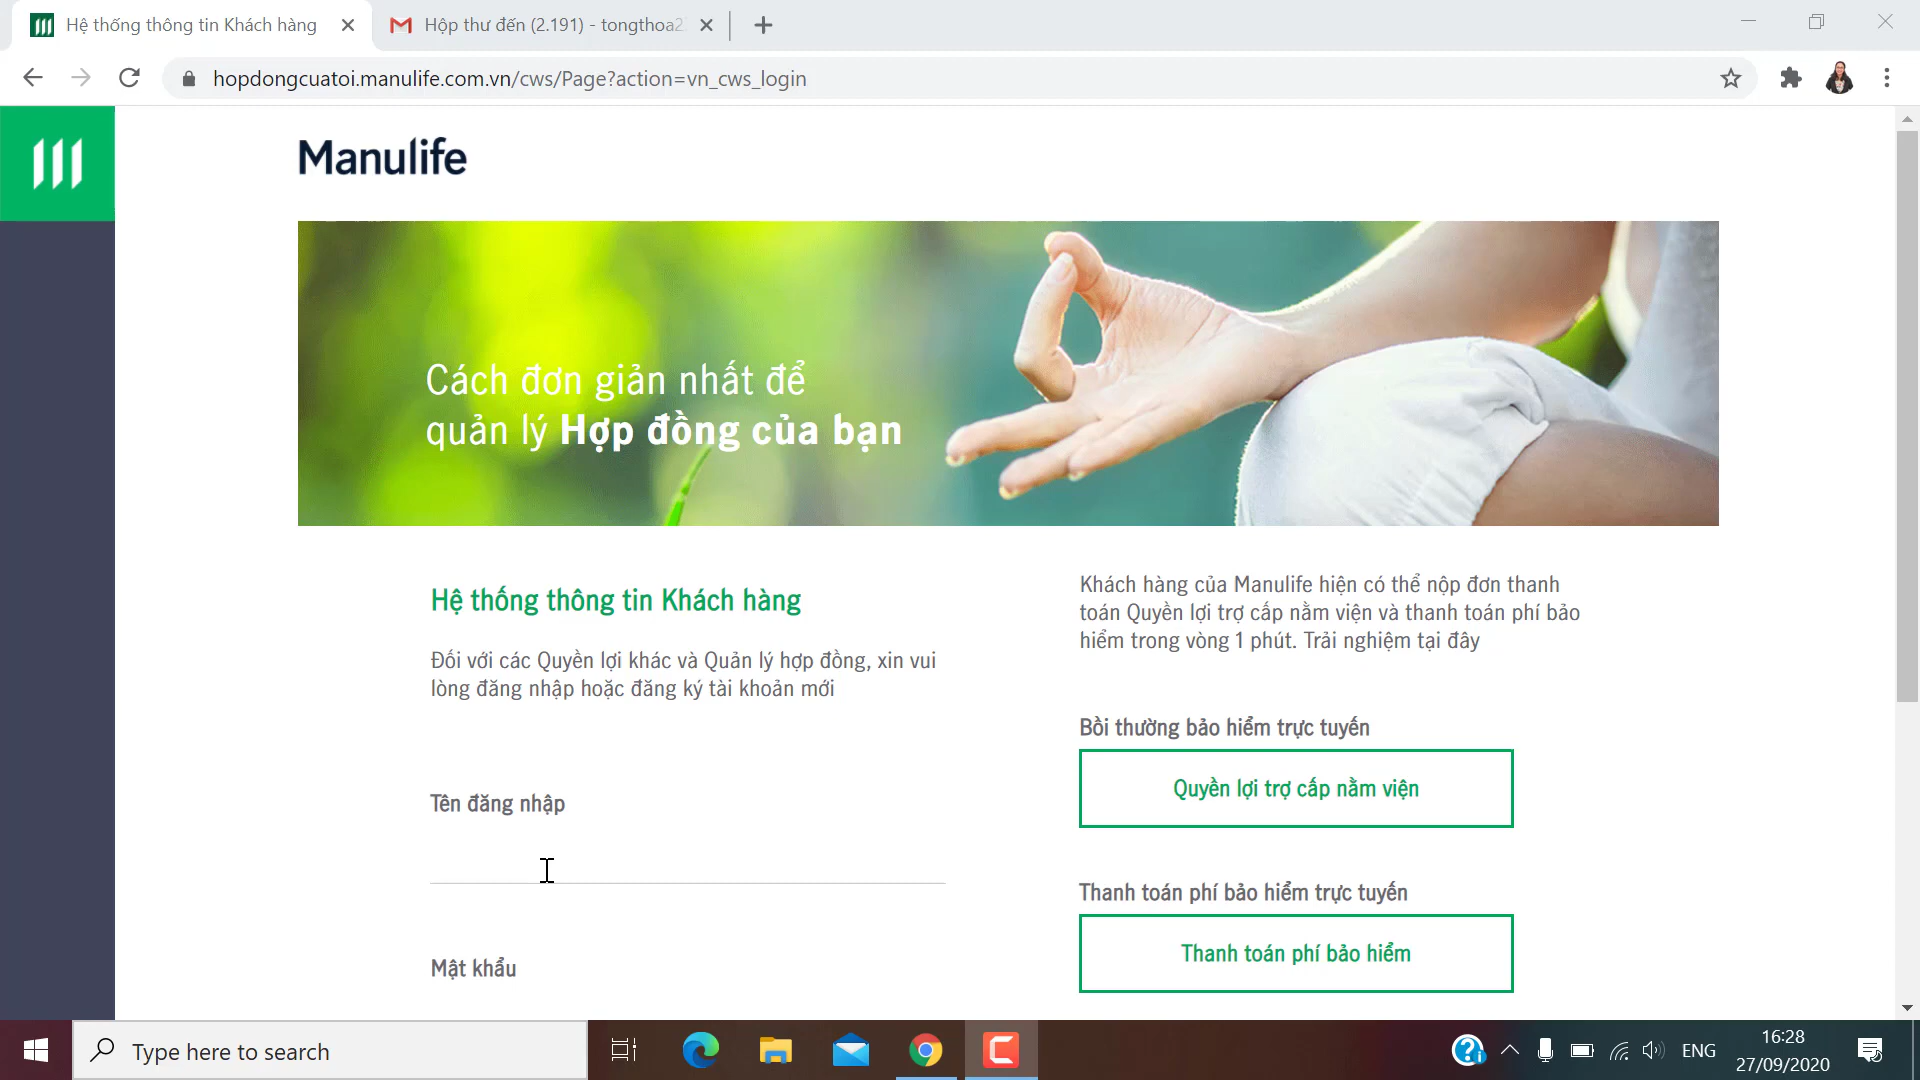 Hệ thống thông tin Khách hàng
Hộp thư đến (2.191) - tongthoa2
hopdongcuatoi.manulife.com.vn/cws/Page?action=vn_cws_login
Manulife
Cách đơn giản nhất để
quản lý Hợp đồng của bạn
Hệ thống thông tin Khách hàng
Đối với các Quyền lợi khác và Quản lý hợp đồng, xin vui
lòng đăng nhập hoặc đăng ký tài khoản mới
Tên đăng nhập
Mật khẩu
Khách hàng của Manulife hiện có thể nộp đơn thanh
toán Quyền lợi trợ cấp nằm viện và thanh toán phí bảo
hiểm trong vòng 1 phút. Trải nghiệm tại đây
Bồi thường bảo hiểm trực tuyến
Quyền lợi trợ cấp nằm viện
Thanh toán phí bảo hiểm trực tuyến
Thanh toán phí bảo hiểm
Type here to search
ENG
16:28
27/09/2020